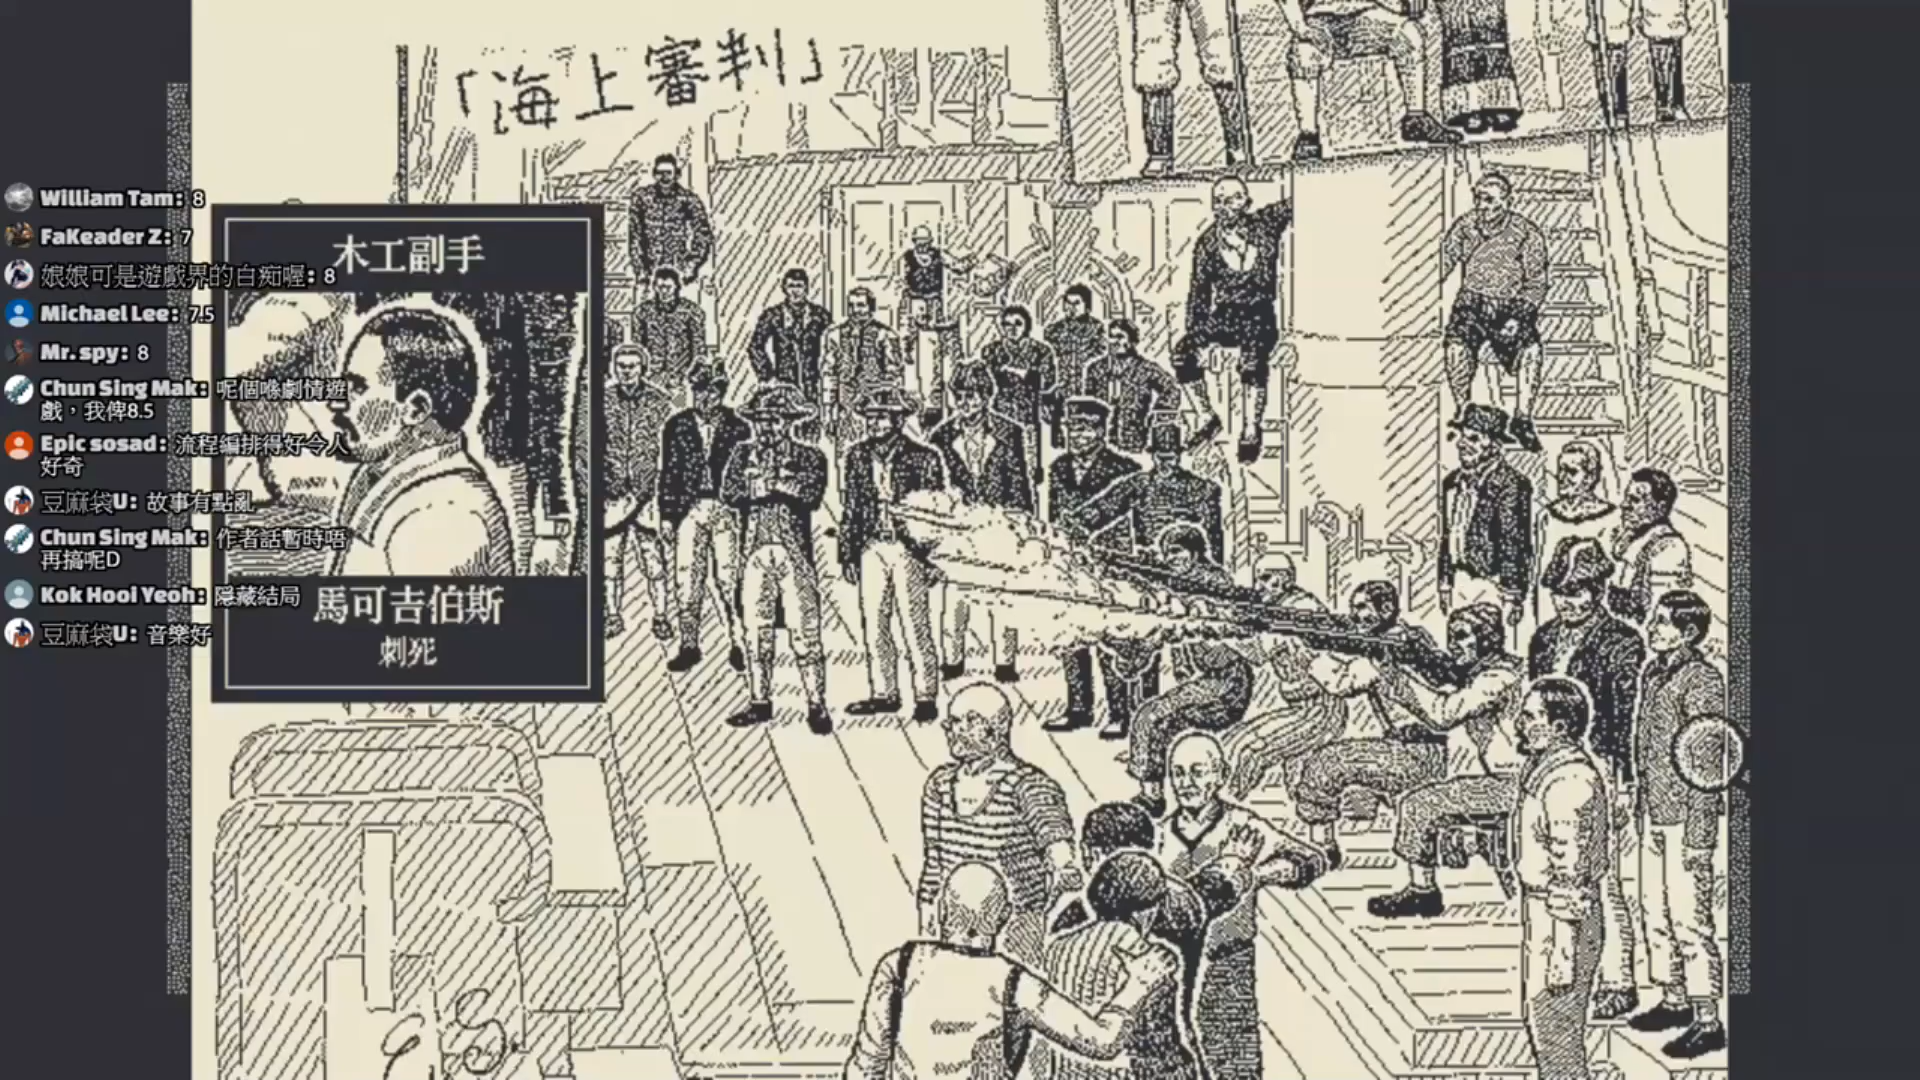 「海上審判」
William Tam: 8
FaKeader Z: 7
娘娘可是遊戲界的白痴喔: 8
Michael Lee: 7.5
Mr. spy: 8
Chun Sing Mak: 呢個喺劇情遊
戲，我俾8.5
Epic sosad: 流程編排得好令人
好奇
豆麻袋U: 故事有點亂
Chun Sing Mak: 作者話暫時唔
再搞呢D
Kok Hooi Yeoh: 隐藏結局
豆麻袋U: 音樂好
木工副手
馬可吉伯斯
刺死